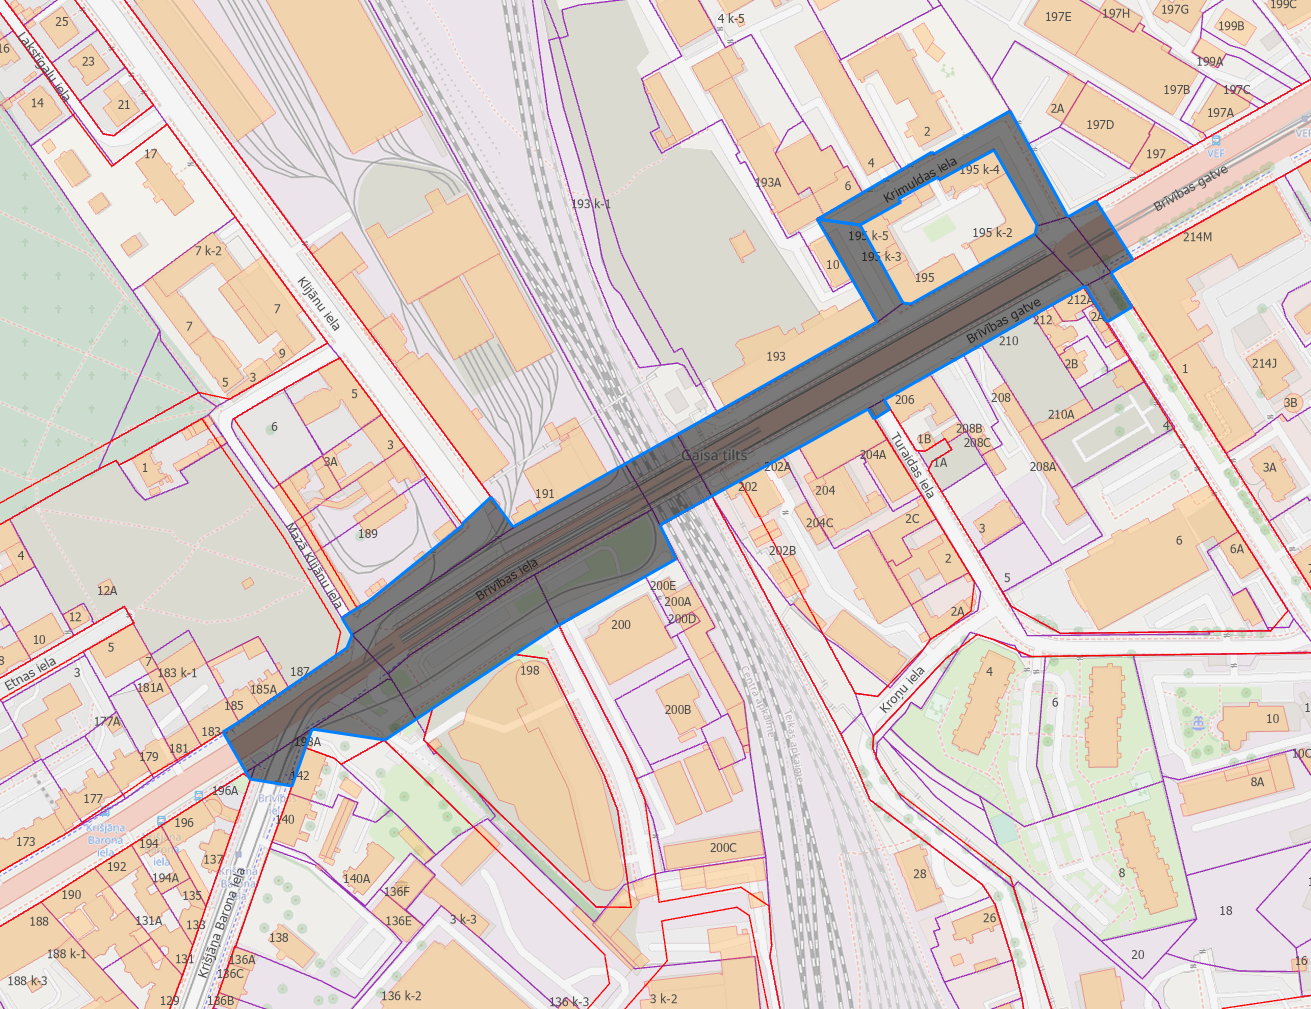 25
Lakstīgalu iela
16
23
14
21
17
4 k-5
197E
197H
197G
199C
199B
199A
197B
197C
2A
197A
197D
VEF
197
Brīvības gatve
2
4
6
193A
193 k-1
Krimuldas iela
195 k-4
195 k-5
195 k-3
195 k-2
195
10
214M
7 k-2
7
7
9
3
5
Klijānu iela
193
212A
212
2A
210
Brīvības gatve
2B
1
214J
3B
5
3
3A
6
1
189
191
Gaisa tilts
202A
202
206
1B
1A
Turaidas iela
204A
204
204C
202B
2C
2
2A
208
208B
208C
208A
210A
4
3A
3
5
6
6A
Mazā Klijānu iela
Brīvības iela
4
12A
12
10
8
Etnas iela
5
7
3
183 k-1
181A
177A
187
185A
185
183
181
179
177
173
200E
200A
200D
200
200B
200C
198
198A
142
140
196A
196
194
194A
192
190
188
188 k-1
188 k-3
Krišjāņa
Barona
iela
137
135
133
131A
131
129
Krišjāņa Barona iela
140A
136F
136E
138
136A
136C
136B
136 k-2
136 k-3
3 k-3
3 k-2
Kroņu iela
4
6
8
10
10C
8A
18
20
16
28
26